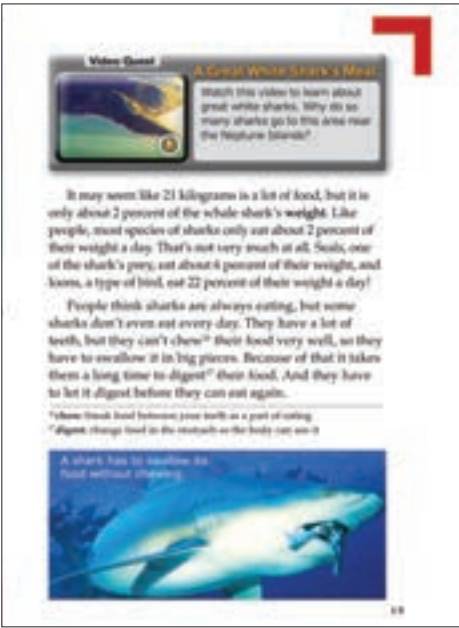 Video Quest
A Great White Shark's Meal
Watch this video to learn about
great white sharks. Why do so
many sharks go to this area near
the Neptune Islands?
It may seem like 21 kilograms is a lot of food, but it is
only about 2 percent of the whole shark's weight. Like
people, most species of sharks only eat about 2 percent of
their weight a day. That's not very much at all. Seals, one
of the shark's prey, eat about 6 percent of their weight, and
loons, a type of bird, eat 22 percent of their weight a day!
People think sharks are always eating, but some
sharks don't even eat every day. They have a lot of
teeth, but they can't chew their food very well, so they
have to swallow it in big pieces. Because of that it takes
them a long time to digest their food. And they have
to let it digest before they can eat again.
chew: break food between your teeth as a part of eating
digest: change food in the stomach so the body can use it
A shark has to swallow its
food without chewing.